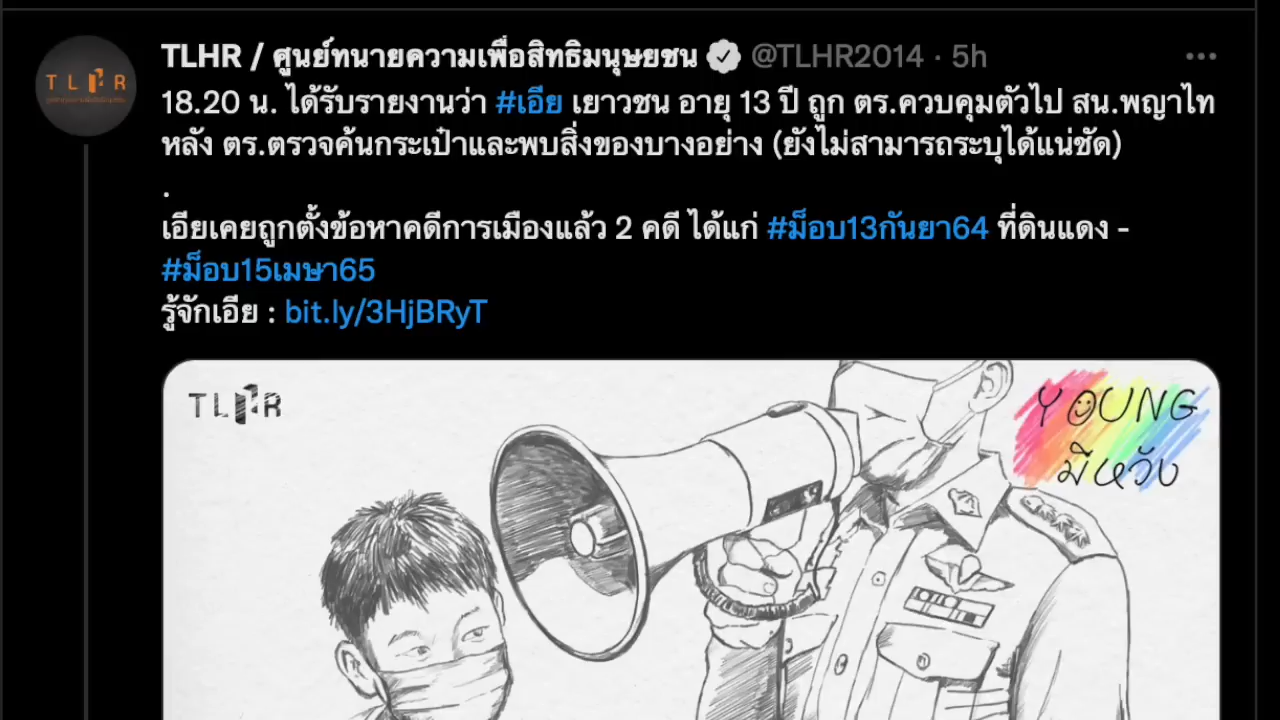 TLHR
TLHR / ศูนย์ทนายความเพื่อสิทธิมนุษยชน @TLHR2014 · 5h
18.20 น. ได้รับรายงานว่า #เอีย เยาวชน อายุ 13 ปี ถูก ตร.ควบคุมตัวไป สน.พญาไท
หลัง ตร.ตรวจค้นกระเป๋าและพบสิ่งของบางอย่าง (ยังไม่สามารถระบุได้แน่ชัด)
.
เอียเคยถูกตั้งข้อหาคดีการเมืองแล้ว 2 คดี ได้แก่ #ม็อบ13กันยา64 ที่ดินแดง -
#ม็อบ15เมษา65
รู้จักเอีย : bit.ly/3HjBRyT
TLHR
YOUNG
มีหวัง